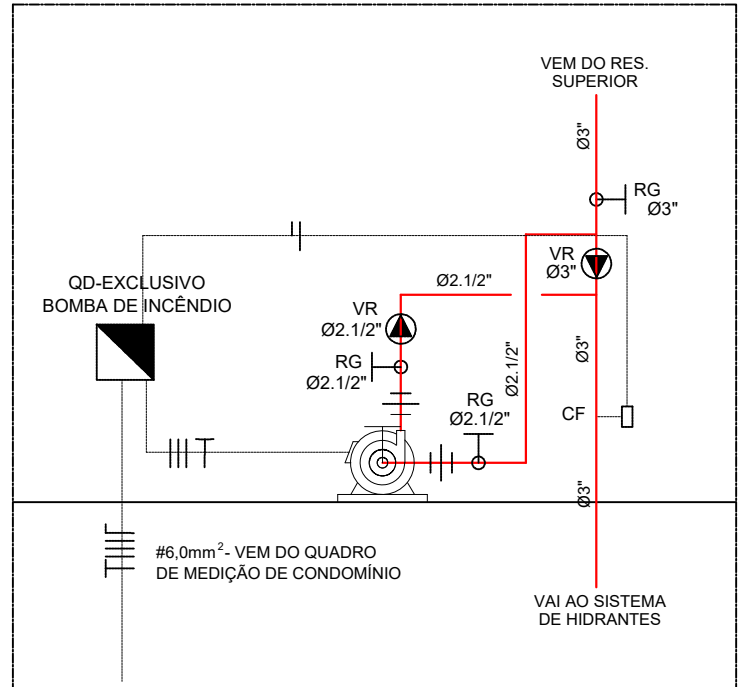 VEM DO RES.
SUPERIOR
Ø3"
RG
Ø3"
VR
Ø3"
QD-EXCLUSIVO
BOMBA DE INCÊNDIO
Ø2.1/2"
VR
Ø2.1/2"
RG
Ø2.1/2"
Ø2.1/2"
Ø3"
RG
Ø2.1/2"
CF
Ø3"
#6,0mm²- VEM DO QUADRO
DE MEDIÇÃO DE CONDOMÍNIO
VAI AO SISTEMA
DE HIDRANTES